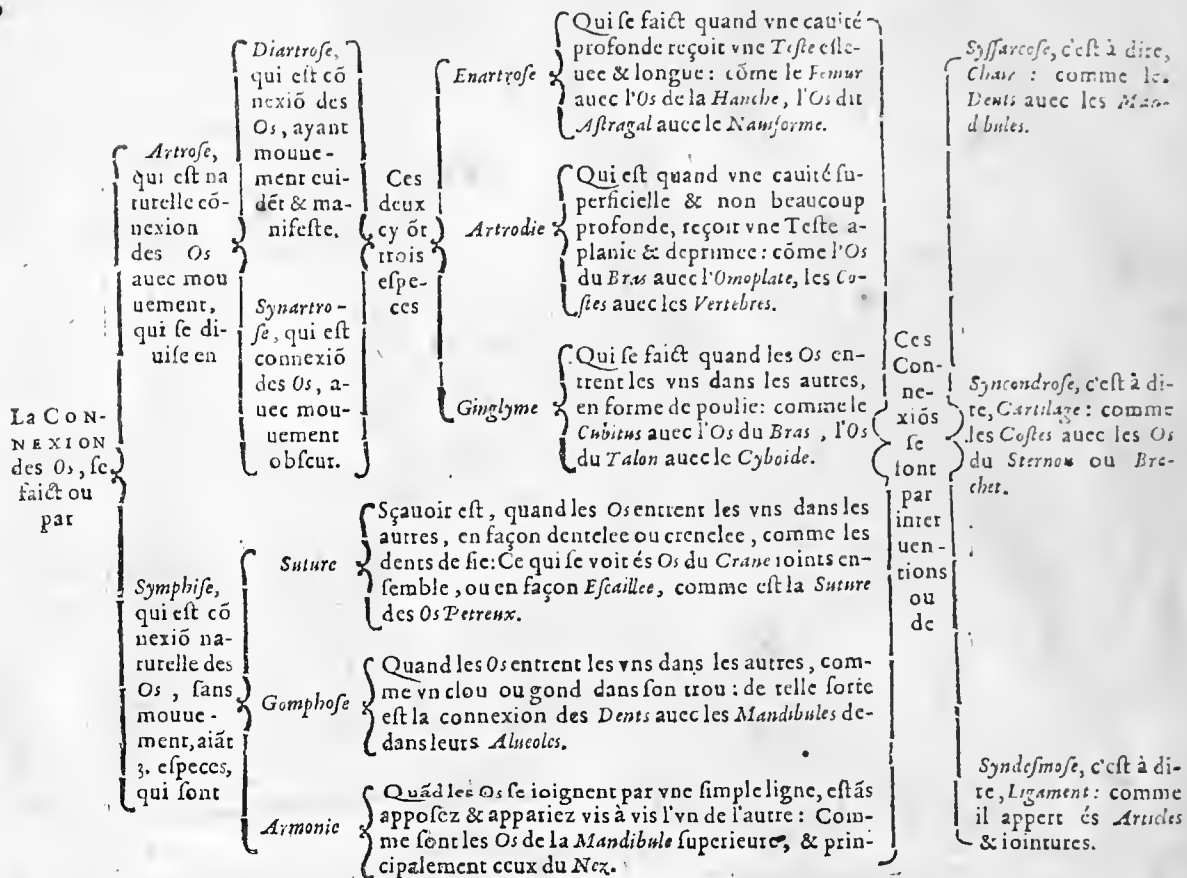 La CON-
NEXION
des Os, ſe
faict ou
par
Artroſe,
qui eſt na
turelle cõ-
nexion
des Os
auec mou
uement,
qui ſe di-
uiſe en
Diartroſe,
qui eſt cõ
nexiõ des
Os, ayant
mouue-
ment eui-
dẽt & ma-
nifeſte.
Synartro-
ſe, qui eſt
connexiõ
des Os, a-
uec mou-
uement
obſcur.
Ces
deux
cy õt
trois
eſpe-
ces
Enartroſe
Qui ſe faict quand vne cauité
profonde reçoit vne Teſte eſle-
uee & longue: cõme le Femur
auec l'Os de la Hanche, l'Os dit
Aſtragal auec le Nauiforme.
Artrodie
Qui eſt quand vne cauité ſu-
perficielle & non beaucoup
profonde, reçoit vne Teſte a-
planie & deprimee: cõme l'Os
du Bras auec l'Omoplate, les Co-
ſtes auec les Vertebres.
Ginglyme
Qui ſe faict quand les Os en-
trent les vns dans les autres,
en forme de poulie: comme le
Cubitus auec l'Os du Bras, l'Os
du Talon auec le Cyboide.
Symphiſe,
qui eſt cõ
nexiõ na-
turelle des
Os, ſans
mouue-
ment, aiãt
3. eſpeces,
qui ſont
Suture
Sçauoir eſt, quand les Os entrent les vns dans les
autres, en façon dentelee ou crenelee, comme les
dents de ſie: Ce qui ſe voit és Os du Crane ioints en-
ſemble, ou en façon Eſcaillee, comme eſt la Suture
des Os Petreux.
Gomphoſe
Quand les Os entrent les vns dans les autres, com-
me vn clou ou gond dans ſon trou: de telle ſorte
eſt la connexion des Dents auec les Mandibules de-
dans leurs Alueoles.
Armonie
Quãd les Os ſe ioignent par vne ſimple ligne, eſtãs
appoſez & appariez vis à vis l'vn de l'autre: Com-
me ſont les Os de la Mandibule ſuperieure, & prin-
cipalement ceux du Nez.
Ces
Con-
ne-
xiõs
ſe
font
par
inter
uen-
tions
ou
de
Syſſarcoſe, c'eſt à dire,
Chair: comme les
Dents auec les Man-
dibules.
Syncondroſe, c'eſt à di-
re, Cartilage: comme
les Coſtes auec les Os
du Sternon ou Bre-
chet.
Syndeſmoſe, c'eſt à di-
re, Ligament: comme
il appert és Articles
& iointures.